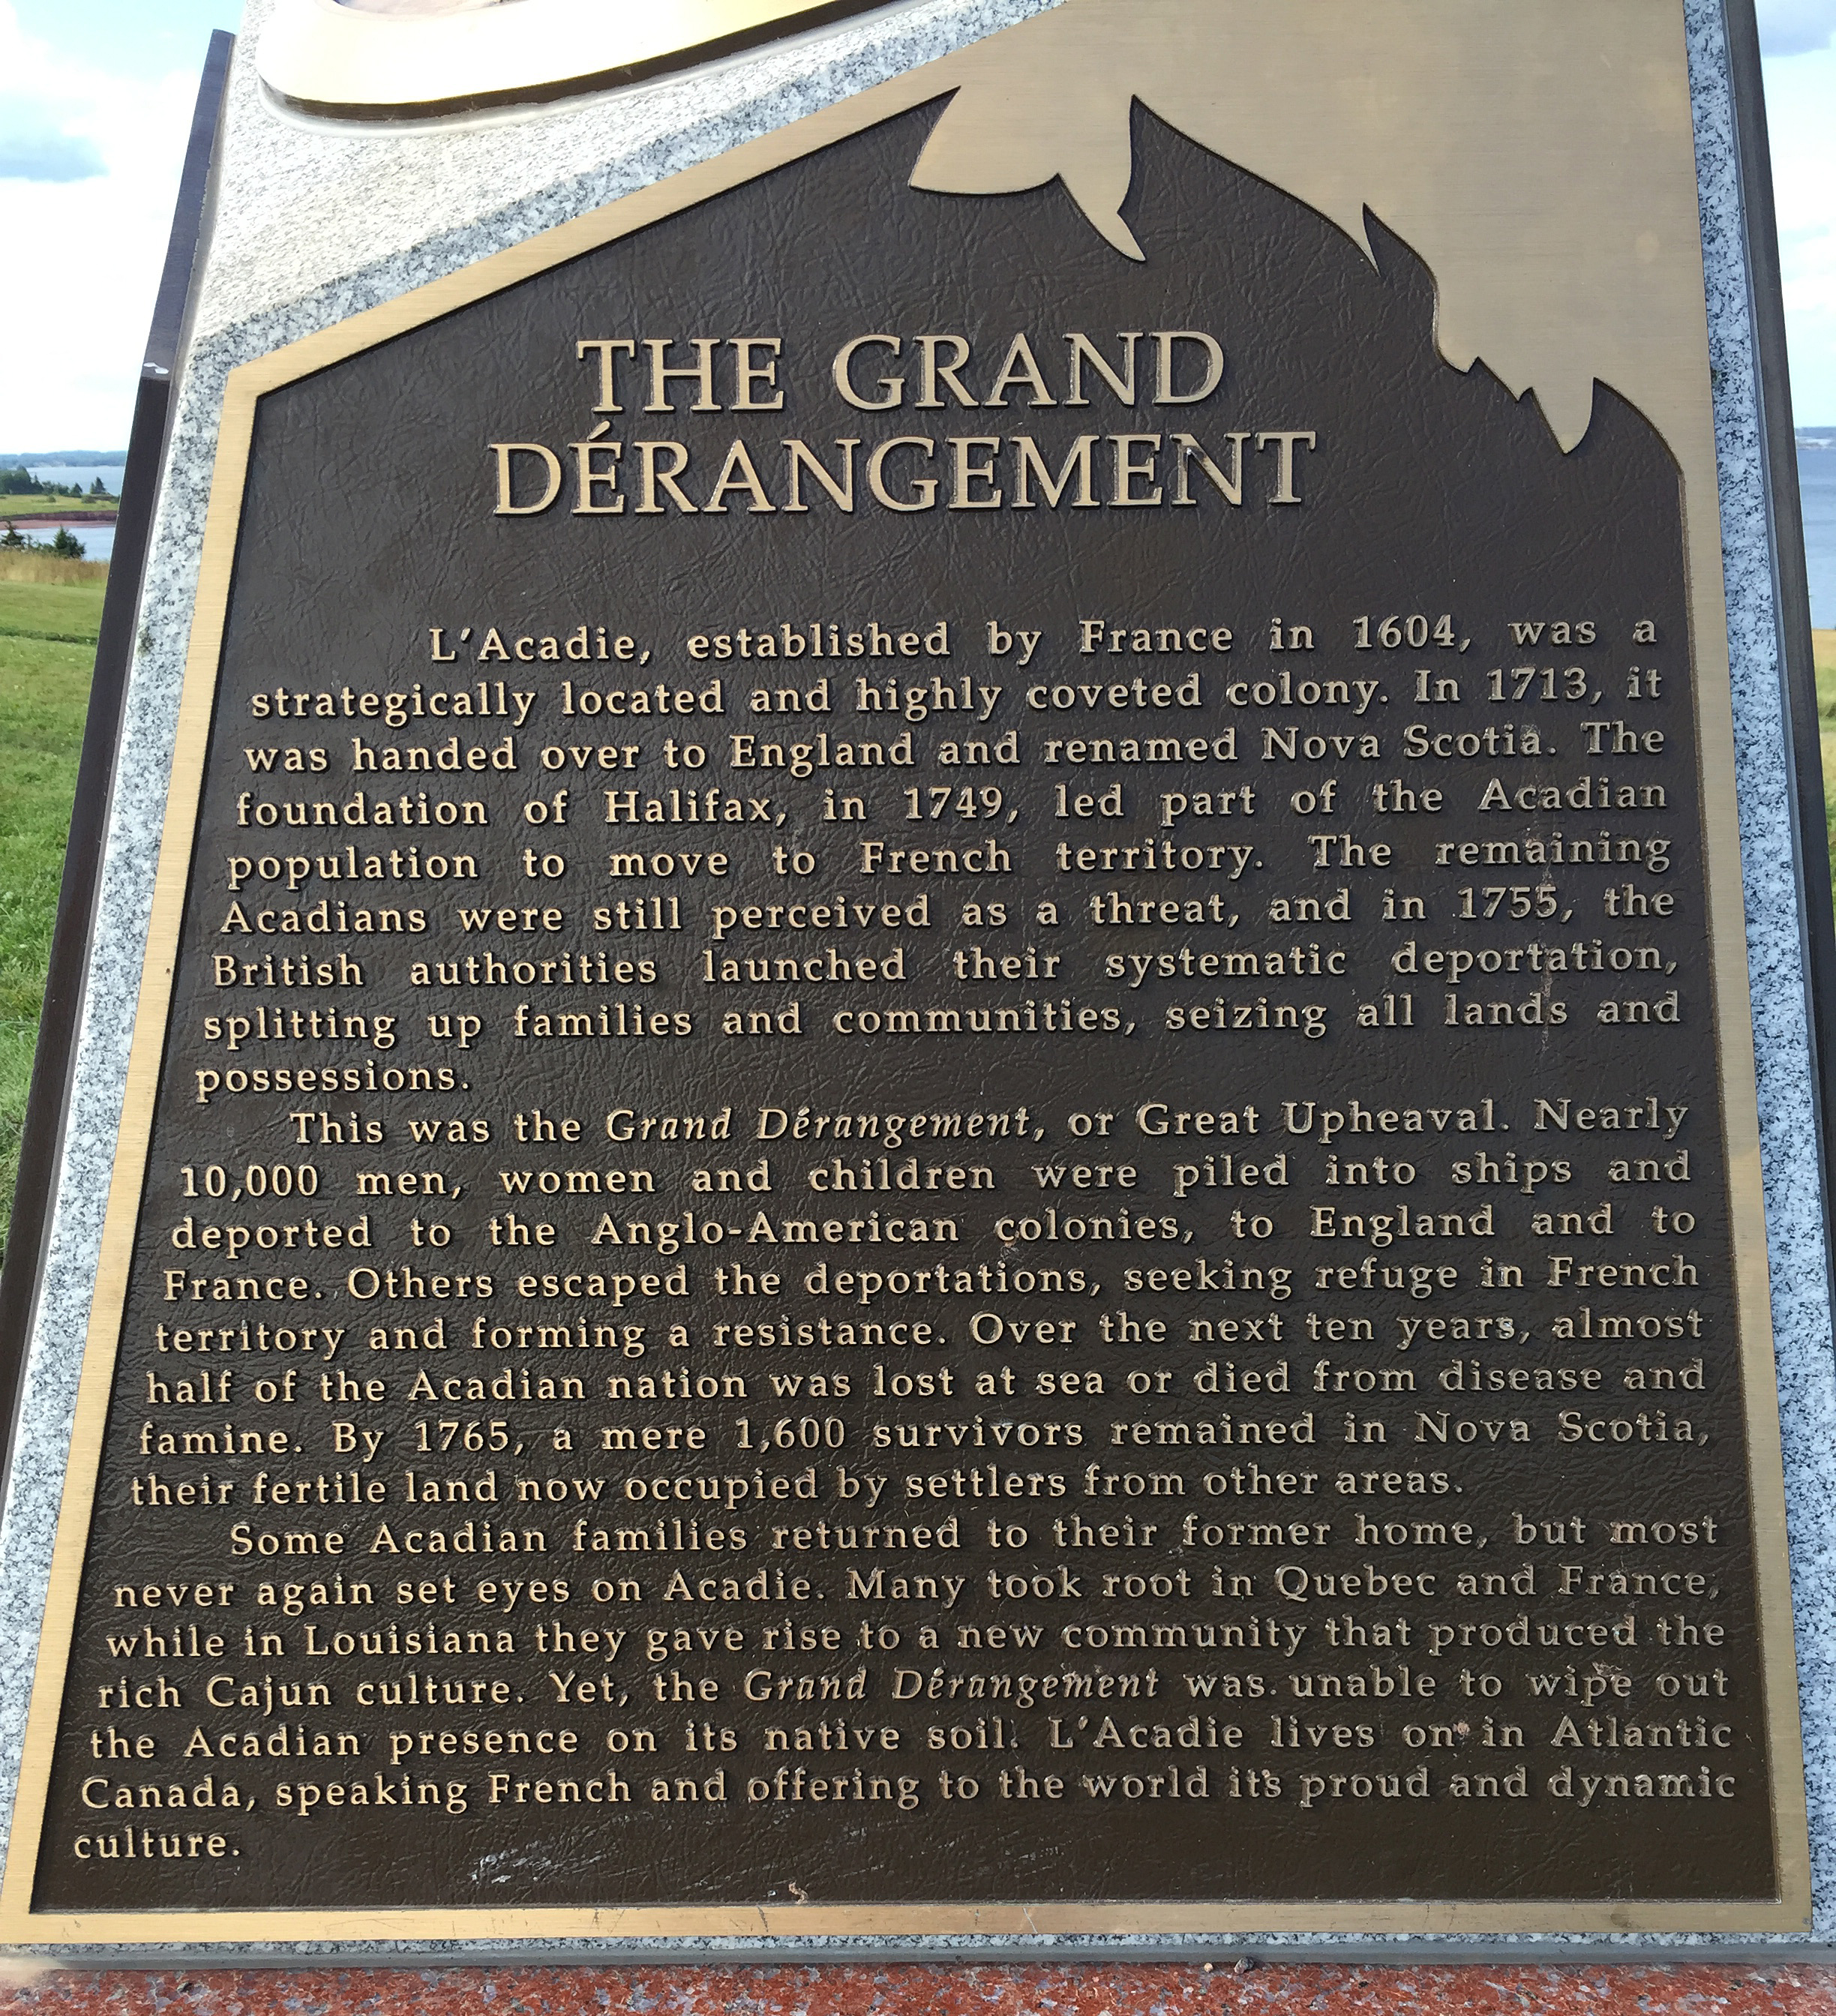 THE GRAND
DÉRANGEMENT
L'Acadie, established by France in 1604, was a
strategically located and highly coveted colony. In 1713, it
was handed over to England and renamed Nova Scotia. The
foundation of Halifax, in 1749, led part of the Acadian
population to move to French territory. The remaining
Acadians were still perceived as a threat, and in 1755, the
British authorities launched their systematic deportation,
splitting up families and communities, seizing all lands and
possessions.
This was the Grand Dérangement, or Great Upheaval. Nearly
10,000 men, women and children were piled into ships and
deported to the Anglo-American colonies, to England and to
France. Others escaped the deportations, seeking refuge in French
territory and forming a resistance. Over the next ten years, almost
half of the Acadian nation was lost at sea or died from disease and
famine. By 1765, a mere 1,600 survivors remained in Nova Scotia,
their fertile land now occupied by settlers from other areas.
Some Acadian families returned to their former home, but most
never again set eyes on Acadie. Many took root in Quebec and France,
while in Louisiana they gave rise to a new community that produced the
rich Cajun culture. Yet, the Grand Dérangement was unable to wipe out
the Acadian presence on its native soil. L'Acadie lives on in Atlantic
Canada, speaking French and offering to the world it's proud and dynamic
culture.